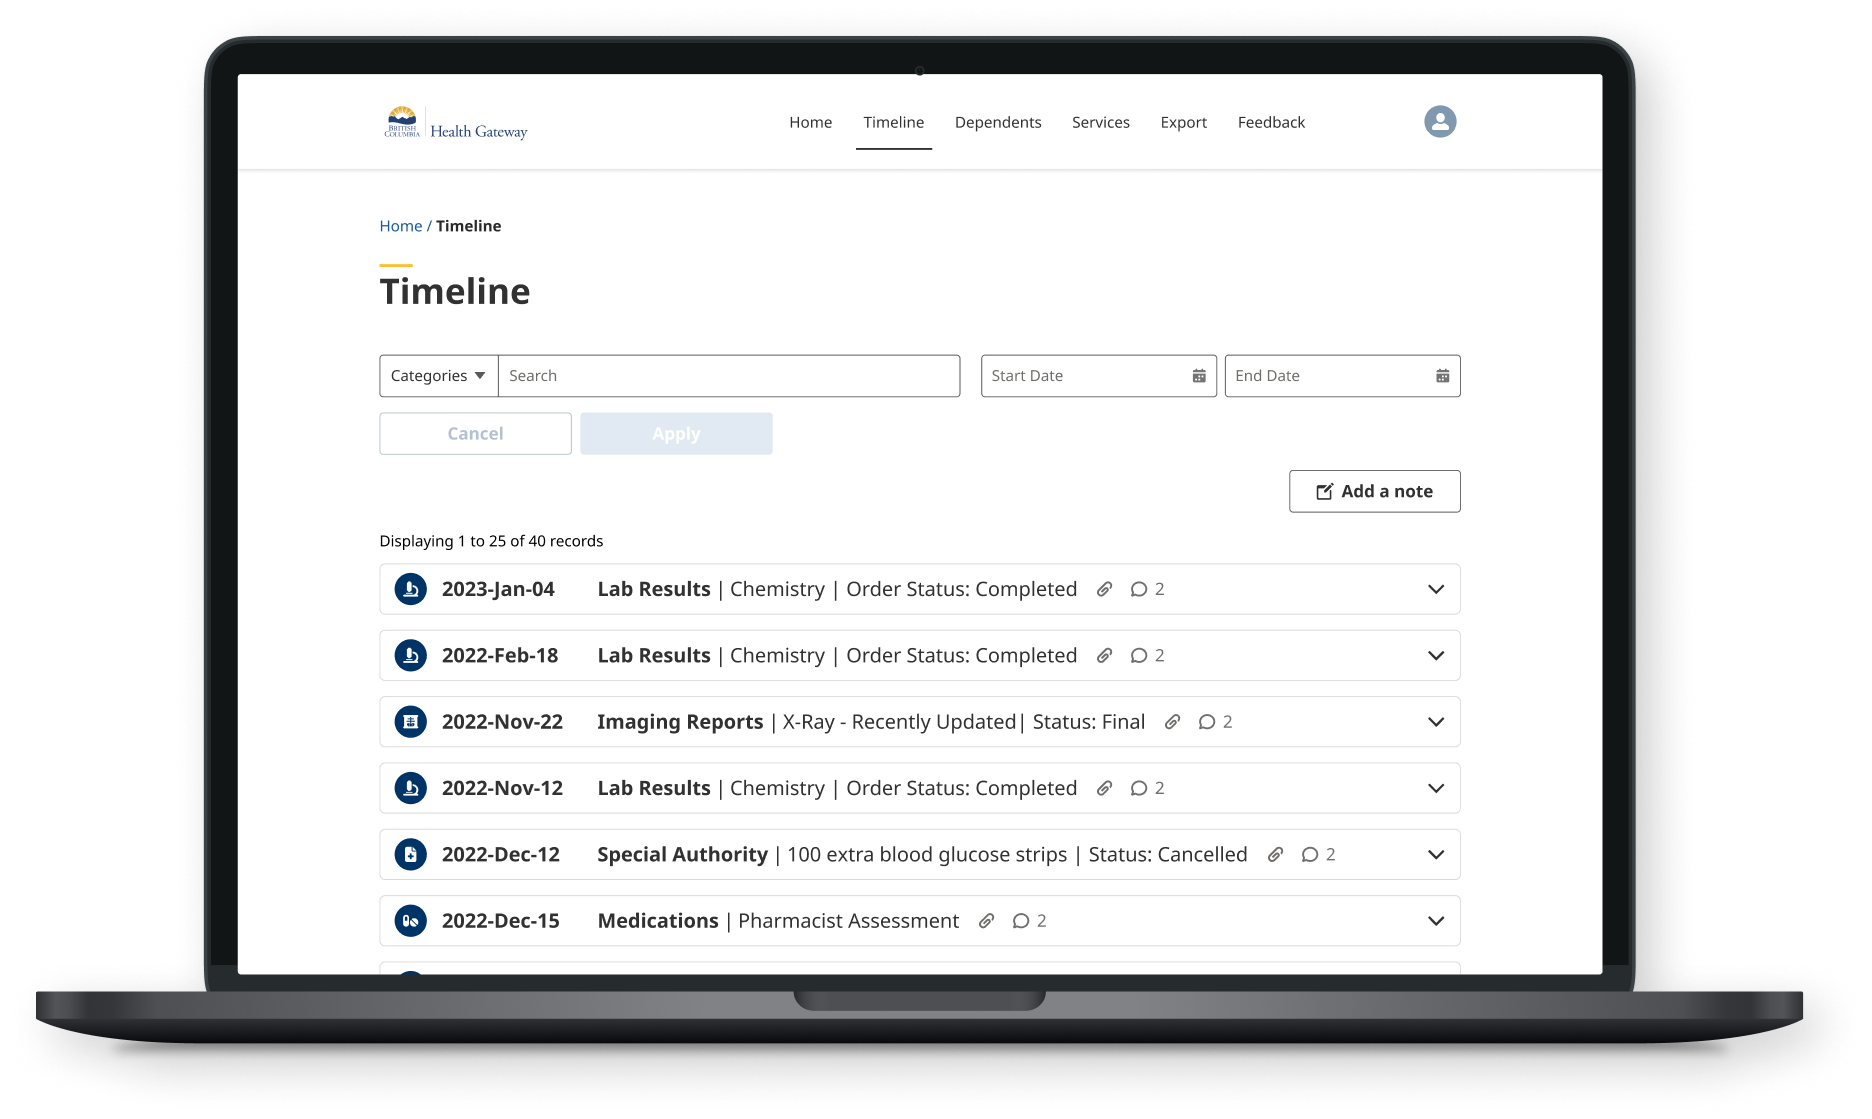 BRITISH
COLUMBIA
Health Gateway
Home Timeline Dependents Services Export Feedback
Home / Timeline
Timeline
Categories Search Start Date End Date
Cancel Apply
Add a note
Displaying 1 to 25 of 40 records
2023-Jan-04 Lab Results | Chemistry | Order Status: Completed 2
2022-Feb-18 Lab Results | Chemistry | Order Status: Completed 2
2022-Nov-22 Imaging Reports | X-Ray - Recently Updated| Status: Final 2
2022-Nov-12 Lab Results | Chemistry | Order Status: Completed 2
2022-Dec-12 Special Authority | 100 extra blood glucose strips | Status: Cancelled 2
2022-Dec-15 Medications | Pharmacist Assessment 2